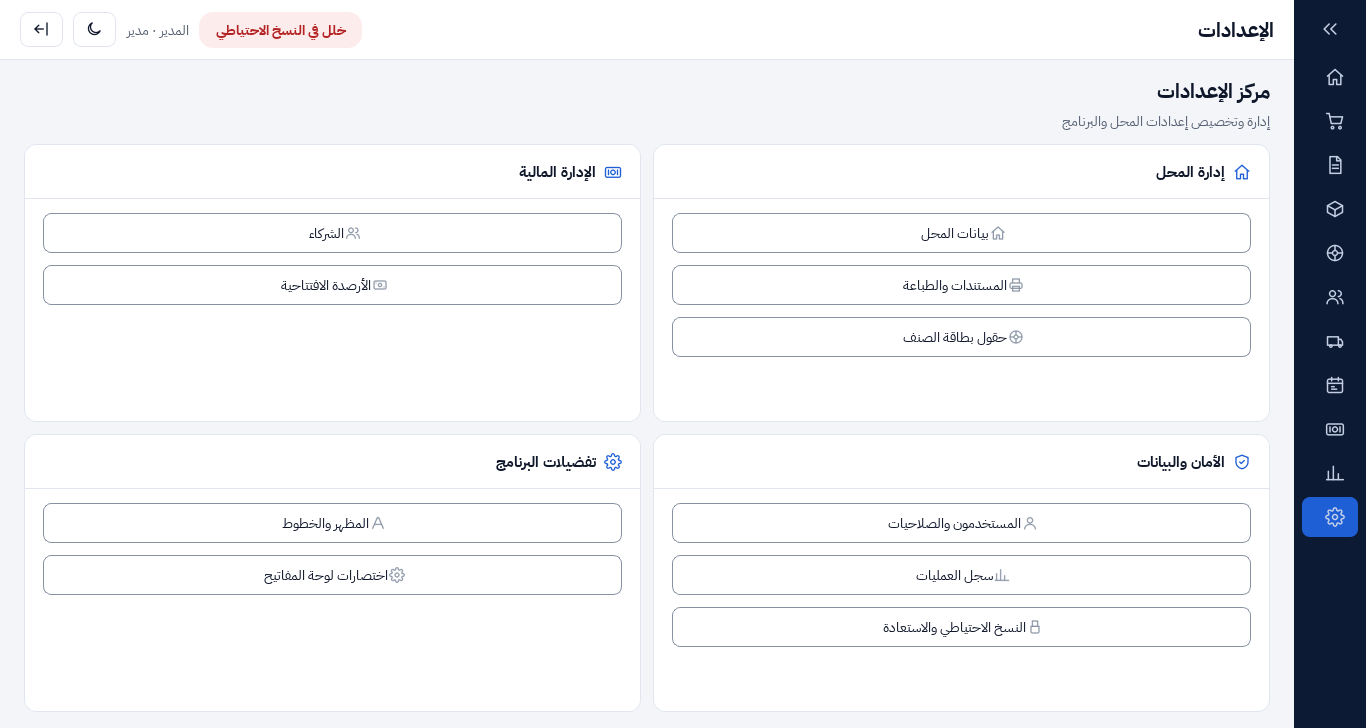 الإعدادات
خلل في النسخ الاحتياطي
المدير · مدير
مركز الإعدادات
إدارة وتخصيص إعدادات المحل والبرنامج
إدارة المحل
بيانات المحل
المستندات والطباعة
حقول بطاقة الصنف
الإدارة المالية
الشركاء
الأرصدة الافتتاحية
الأمان والبيانات
المستخدمون والصلاحيات
سجل العمليات
النسخ الاحتياطي والاستعادة
تفضيلات البرنامج
المظهر والخطوط
اختصارات لوحة المفاتيح